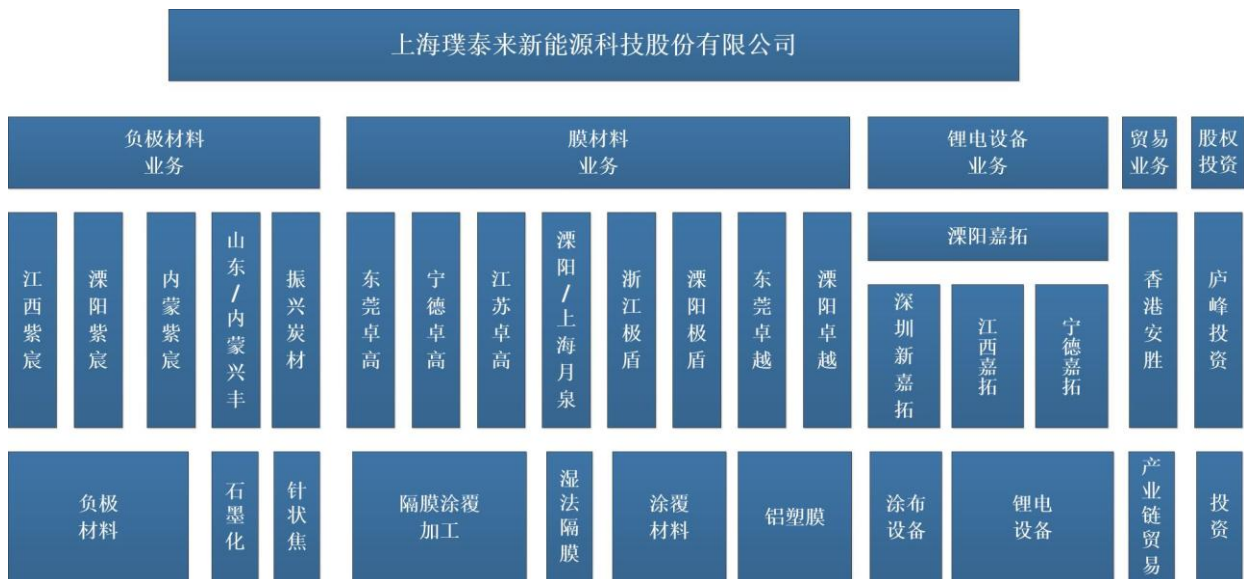 上海璞泰来新能源科技股份有限公司
负极材料
业务
膜材料
业务
锂电设备
业务
贸易
业务
股权
投资
江西紫宸
溧阳紫宸
内蒙紫宸
山东/内蒙兴丰
振兴炭材
东莞卓高
宁德卓高
江苏卓高
溧阳/上海月泉
浙江极盾
溧阳极盾
东莞卓越
溧阳卓越
溧阳嘉拓
深圳新嘉拓
江西嘉拓
宁德嘉拓
香港安胜
庐峰投资
负极
材料
石墨化
针状焦
隔膜涂覆
加工
湿法隔膜
涂覆
材料
铝塑膜
涂布
设备
锂电
设备
产业链贸易
投资